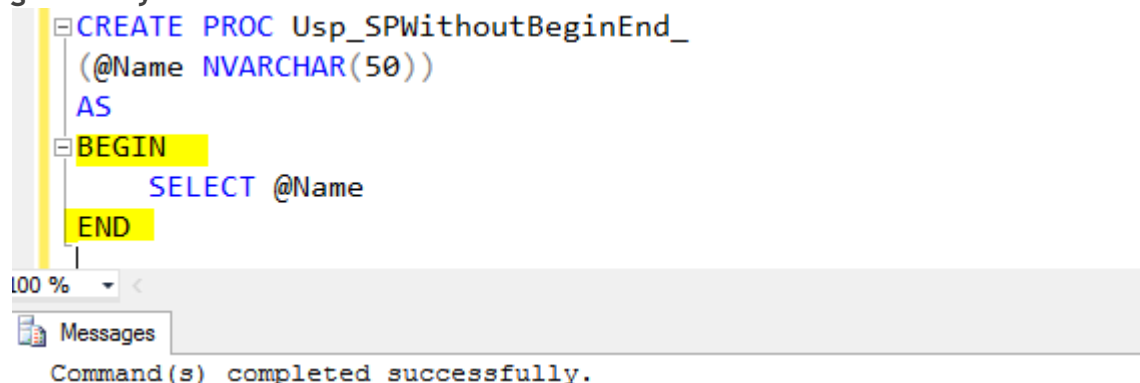 CREATE PROC Usp_SPWithoutBeginEnd_
(@Name NVARCHAR(50))
AS
BEGIN
SELECT @Name
END
100 %
Messages
Command(s) completed successfully.